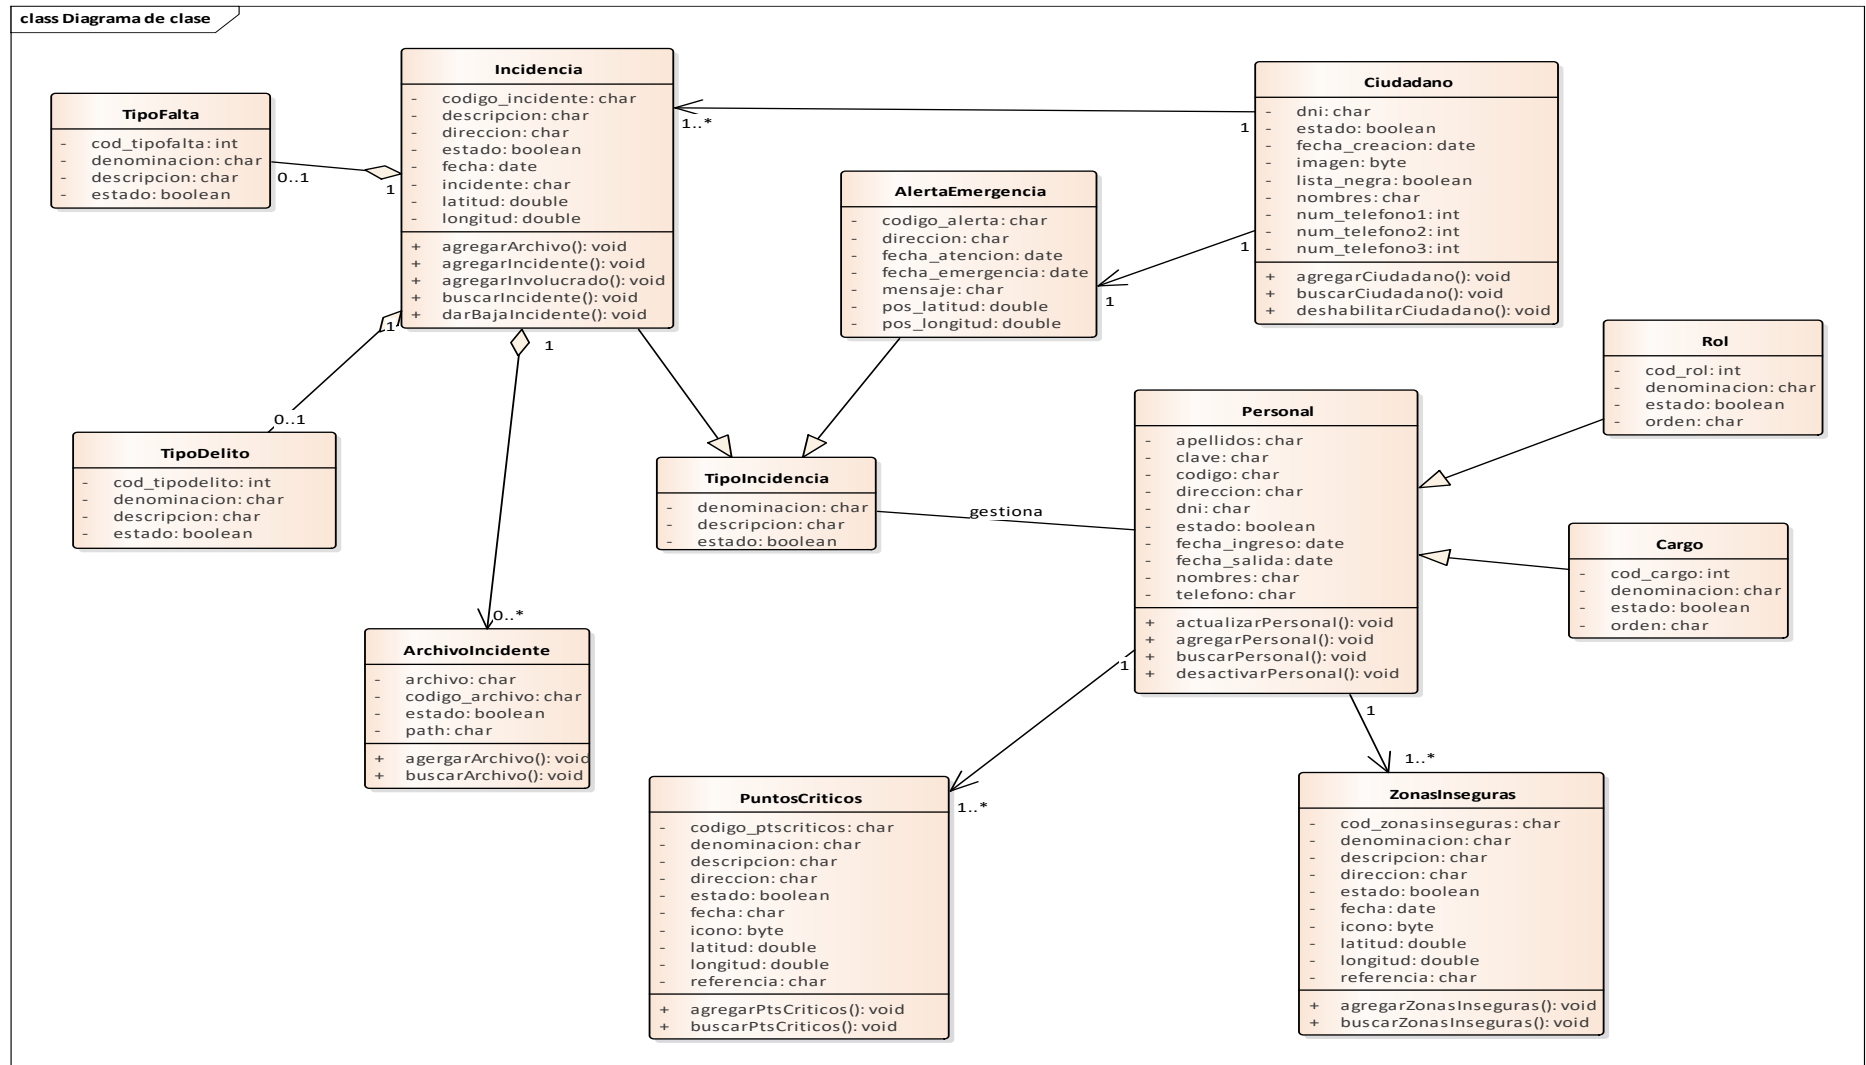 class Diagrama de clase
Incidencia
- codigo_incidente: char
- descripcion: char
- direccion: char
- estado: boolean
- fecha: date
- incidente: char
- latitud: double
- longitud: double
+ agregarArchivo(): void
+ agregarIncidente(): void
+ agregarInvolucrado(): void
+ buscarIncidente(): void
+ darBajaIncidente(): void
TipoFalta
- cod_tipofalta: int
- denominacion: char
- descripcion: char
- estado: boolean
0..1
1
1..*
1
Ciudadano
- dni: char
- estado: boolean
- fecha_creacion: date
- imagen: byte
- lista_negra: boolean
- nombres: char
- num_telefono1: int
- num_telefono2: int
- num_telefono3: int
+ agregarCiudadano(): void
+ buscarCiudadano(): void
+ deshabilitarCiudadano(): void
AlertaEmergencia
- codigo_alerta: char
- direccion: char
- fecha_atencion: date
- fecha_emergencia: date
- mensaje: char
- pos_latitud: double
- pos_longitud: double
1
1
1
1
0..1
TipoDelito
- cod_tipodelito: int
- denominacion: char
- descripcion: char
- estado: boolean
TipoIncidencia
- denominacion: char
- descripcion: char
- estado: boolean
gestiona
Personal
- apellidos: char
- clave: char
- codigo: char
- direccion: char
- dni: char
- estado: boolean
- fecha_ingreso: date
- fecha_salida: date
- nombres: char
- telefono: char
+ actualizarPersonal(): void
+ agregarPersonal(): void
+ buscarPersonal(): void
+ desactivarPersonal(): void
Rol
- cod_rol: int
- denominacion: char
- estado: boolean
- orden: char
Cargo
- cod_cargo: int
- denominacion: char
- estado: boolean
- orden: char
0..*
ArchivoIncidente
- archivo: char
- codigo_archivo: char
- estado: boolean
- path: char
+ agergarArchivo(): void
+ buscarArchivo(): void
1
1..*
1
1..*
PuntosCriticos
- codigo_ptscriticos: char
- denominacion: char
- descripcion: char
- direccion: char
- estado: boolean
- fecha: char
- icono: byte
- latitud: double
- longitud: double
- referencia: char
+ agregarPtsCriticos(): void
+ buscarPtsCriticos(): void
ZonasInseguras
- cod_zonasinseguras: char
- denominacion: char
- descripcion: char
- direccion: char
- estado: boolean
- fecha: date
- icono: byte
- latitud: double
- longitud: double
- referencia: char
+ agregarZonasInseguras(): void
+ buscarZonasInseguras(): void